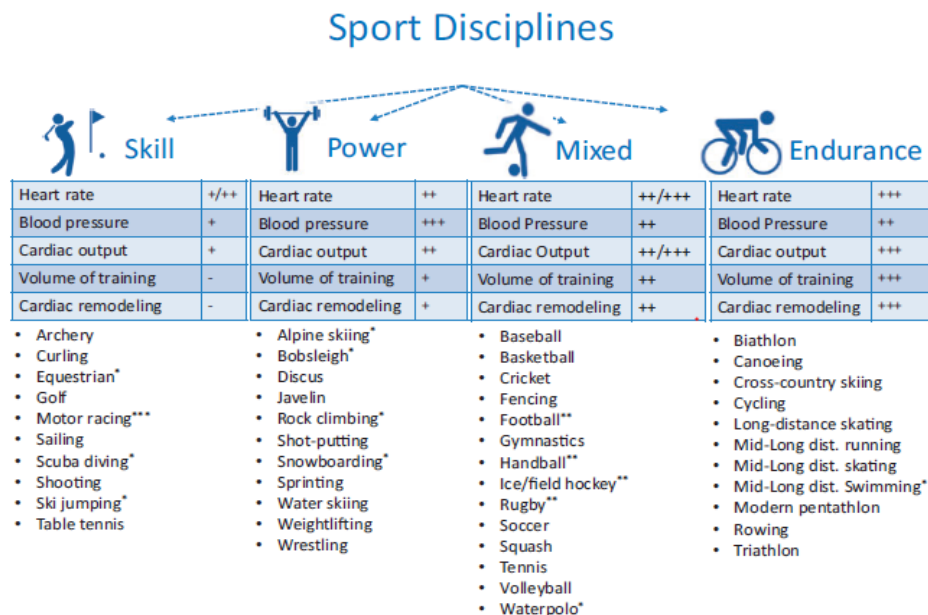 Sport Disciplines
Skill
Heart rate +/++
Blood pressure +
Cardiac output +
Volume of training -
Cardiac remodeling -
• Archery
• Curling
• Equestrian*
• Golf
• Motor racing***
• Sailing
• Scuba diving*
• Shooting
• Ski jumping*
• Table tennis
Power
Heart rate ++
Blood pressure +++
Cardiac output ++
Volume of training +
Cardiac remodeling +
• Alpine skiing*
• Bobsleigh*
• Discus
• Javelin
• Rock climbing*
• Shot-putting
• Snowboarding*
• Sprinting
• Water skiing
• Weightlifting
• Wrestling
Mixed
Heart rate ++/+++
Blood Pressure ++
Cardiac Output ++/+++
Volume of training ++
Cardiac remodeling ++
• Baseball
• Basketball
• Cricket
• Fencing
• Football**
• Gymnastics
• Handball**
• Ice/field hockey**
• Rugby**
• Soccer
• Squash
• Tennis
• Volleyball
• Waterpolo*
Endurance
Heart rate +++
Blood Pressure ++
Cardiac output +++
Volume of training +++
Cardiac remodeling +++
• Biathlon
• Canoeing
• Cross-country skiing
• Cycling
• Long-distance skating
• Mid-Long dist. running
• Mid-Long dist. skating
• Mid-Long dist. Swimming*
• Modern pentathlon
• Rowing
• Triathlon